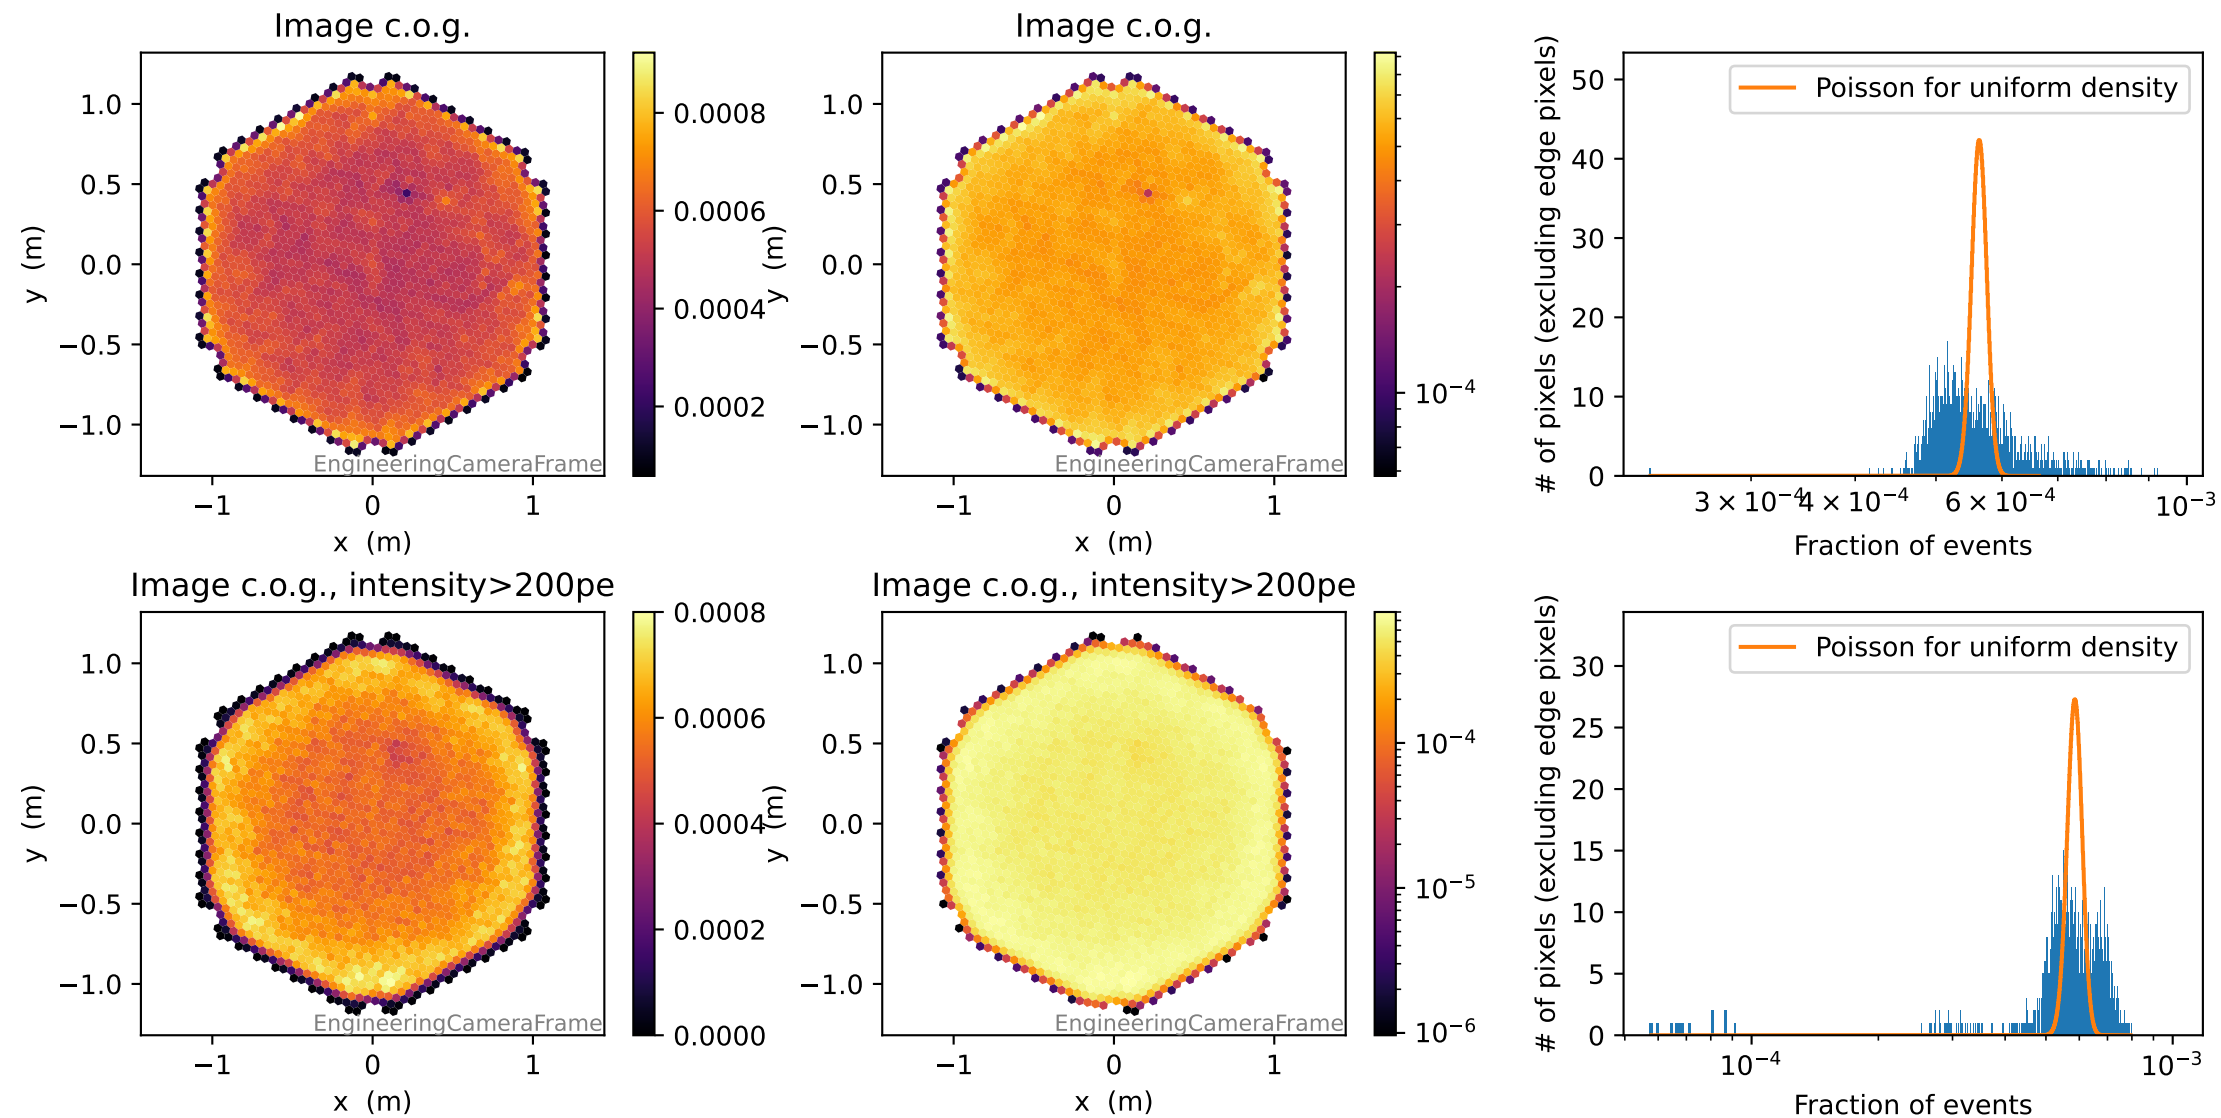 Image c.o.g.
1.0
0.5
0.0
−0.5
−1.0
y (m)
−1 0 1
x (m)
EngineeringCameraFrame
0.0008
0.0006
0.0004
0.0002
Image c.o.g.
1.0
0.5
0.0
−0.5
−1.0
y (m)
−1 0 1
x (m)
EngineeringCameraFrame
10⁻⁴
Poisson for uniform density
50
40
30
20
10
0
# of pixels (excluding edge pixels)
3 × 10⁻⁴ 4 × 10⁻⁴ 6 × 10⁻⁴ 10⁻³
Fraction of events
Image c.o.g., intensity>200pe
1.0
0.5
0.0
−0.5
−1.0
y (m)
−1 0 1
x (m)
EngineeringCameraFrame
0.0008
0.0006
0.0004
0.0002
0.0000
Image c.o.g., intensity>200pe
1.0
0.5
0.0
−0.5
−1.0
y (m)
−1 0 1
x (m)
EngineeringCameraFrame
10⁻⁴
10⁻⁵
10⁻⁶
Poisson for uniform density
30
25
20
15
10
5
0
# of pixels (excluding edge pixels)
10⁻⁴ 10⁻³
Fraction of events